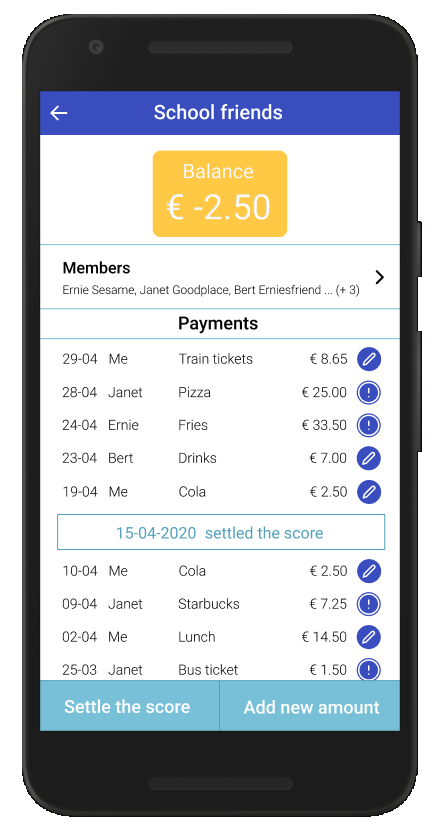 School friends
Balance
€ -2.50
Members
Ernie Sesame, Janet Goodplace, Bert Erniesfriend ... (+ 3)
Payments
29-04 Me Train tickets € 8.65
28-04 Janet Pizza € 25.00
24-04 Ernie Fries € 33.50
23-04 Bert Drinks € 7.00
19-04 Me Cola € 2.50
15-04-2020 settled the score
10-04 Me Cola € 2.50
09-04 Janet Starbucks € 7.25
02-04 Me Lunch € 14.50
25-03 Janet Bus ticket € 1.50
Settle the score Add new amount